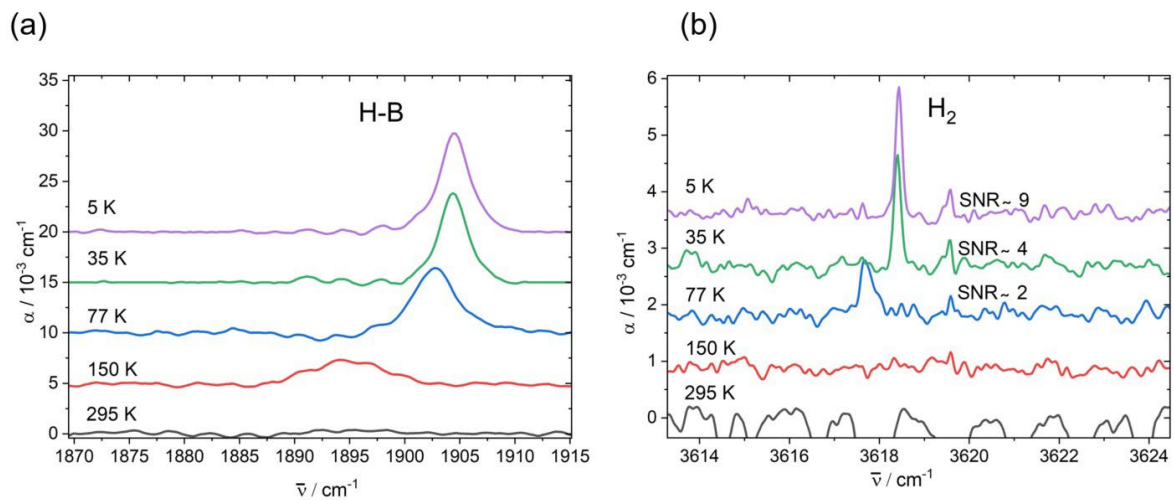 (a)
(b)
35
30
25
20
15
10
5
0
α / 10⁻³ cm⁻¹
H-B
5 K
35 K
77 K
150 K
295 K
1870 1875 1880 1885 1890 1895 1900 1905 1910 1915
ν̅ / cm⁻¹
6
5
4
3
2
1
0
α / 10⁻³ cm⁻¹
H₂
5 K
SNR~ 9
35 K
SNR~ 4
77 K
SNR~ 2
150 K
295 K
3614 3616 3618 3620 3622 3624
ν̅ / cm⁻¹